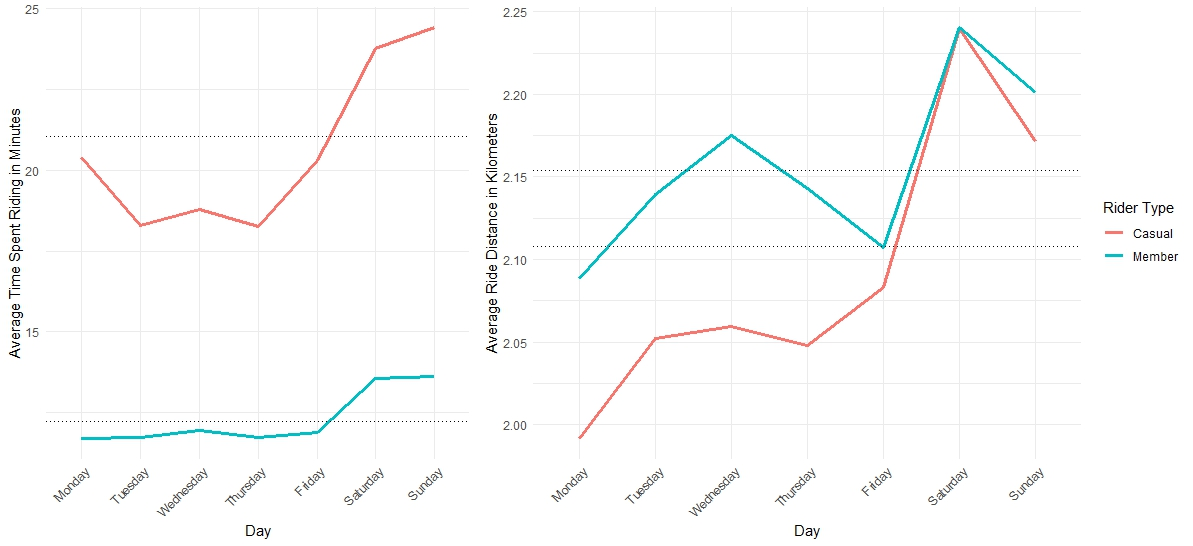 Average Time Spent Riding in Minutes
25
20
15
Monday
Tuesday
Wednesday
Thursday
Friday
Saturday
Sunday
Day
Average Ride Distance in Kilometers
2.25
2.20
2.15
2.10
2.05
2.00
Monday
Tuesday
Wednesday
Thursday
Friday
Saturday
Sunday
Day
Rider Type
Casual
Member